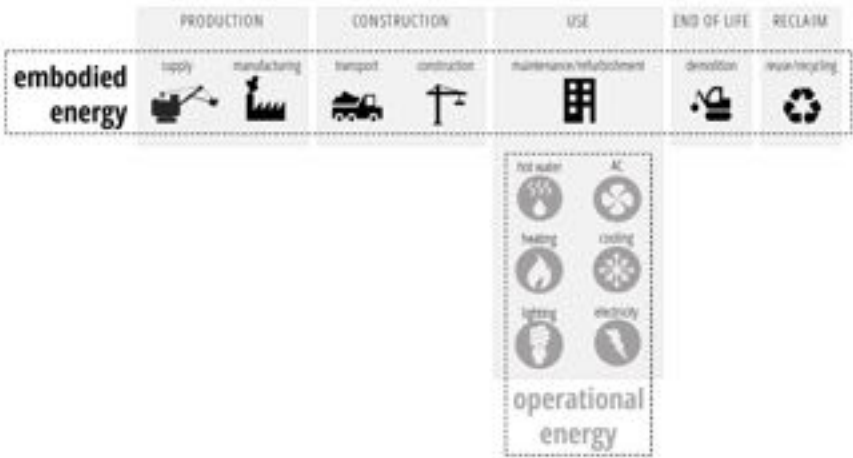 PRODUCTION CONSTRUCTION USE END OF LIFE RECLAIM
supply manufacturing transport construction maintenance/refurbishment demolition reuse/recycling
embodied
energy
hot water AC
heating cooling
lighting electricity
operational
energy